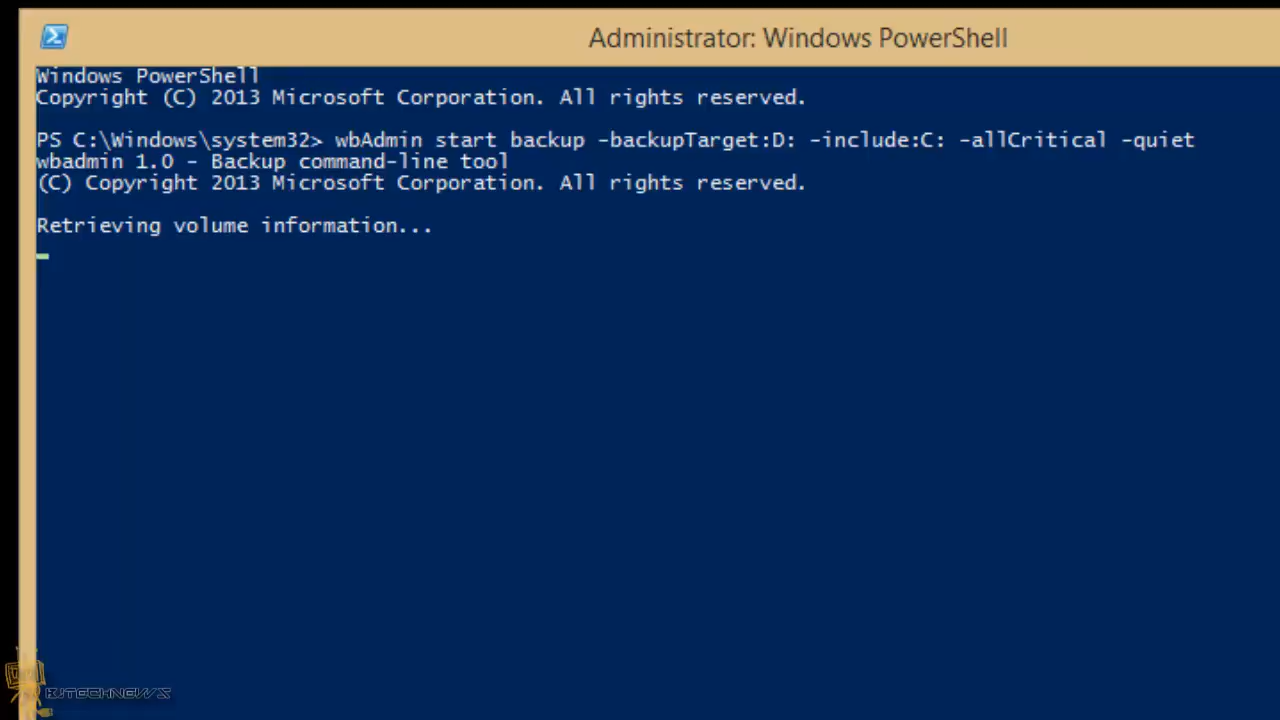 Administrator: Windows PowerShell
Windows PowerShell
Copyright (C) 2013 Microsoft Corporation. All rights reserved.
PS C:\Windows\system32> wbAdmin start backup -backupTarget:D: -include:C: -allCritical -quiet
wbadmin 1.0 - Backup command-line tool
(C) Copyright 2013 Microsoft Corporation. All rights reserved.
Retrieving volume information...
BJTECHNEWS